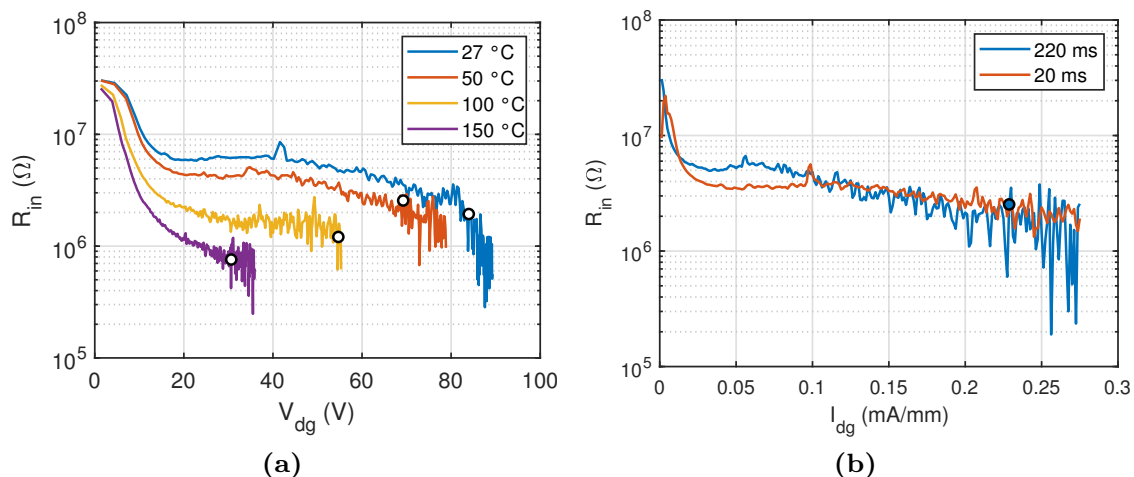 10^8
10^7
10^6
10^5
R_in (Ω)
0 20 40 60 80 100
V_dg (V)
27 °C
50 °C
100 °C
150 °C
(a)
10^8
10^7
10^6
10^5
R_in (Ω)
0 0.05 0.1 0.15 0.2 0.25 0.3
I_dg (mA/mm)
220 ms
20 ms
(b)